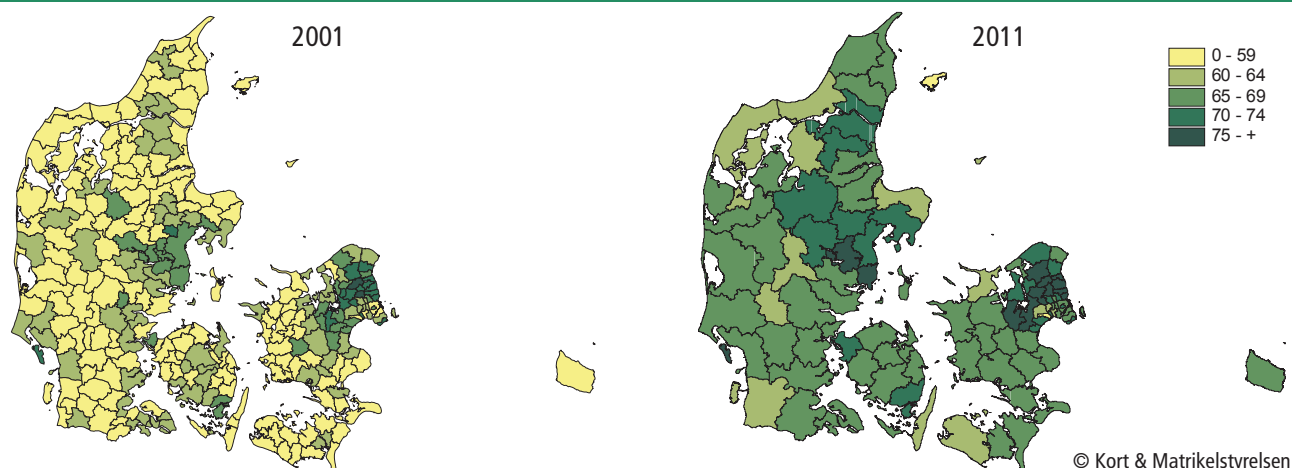 2001
2011
0 - 59
60 - 64
65 - 69
70 - 74
75 - +
© Kort & Matrikelstyrelsen